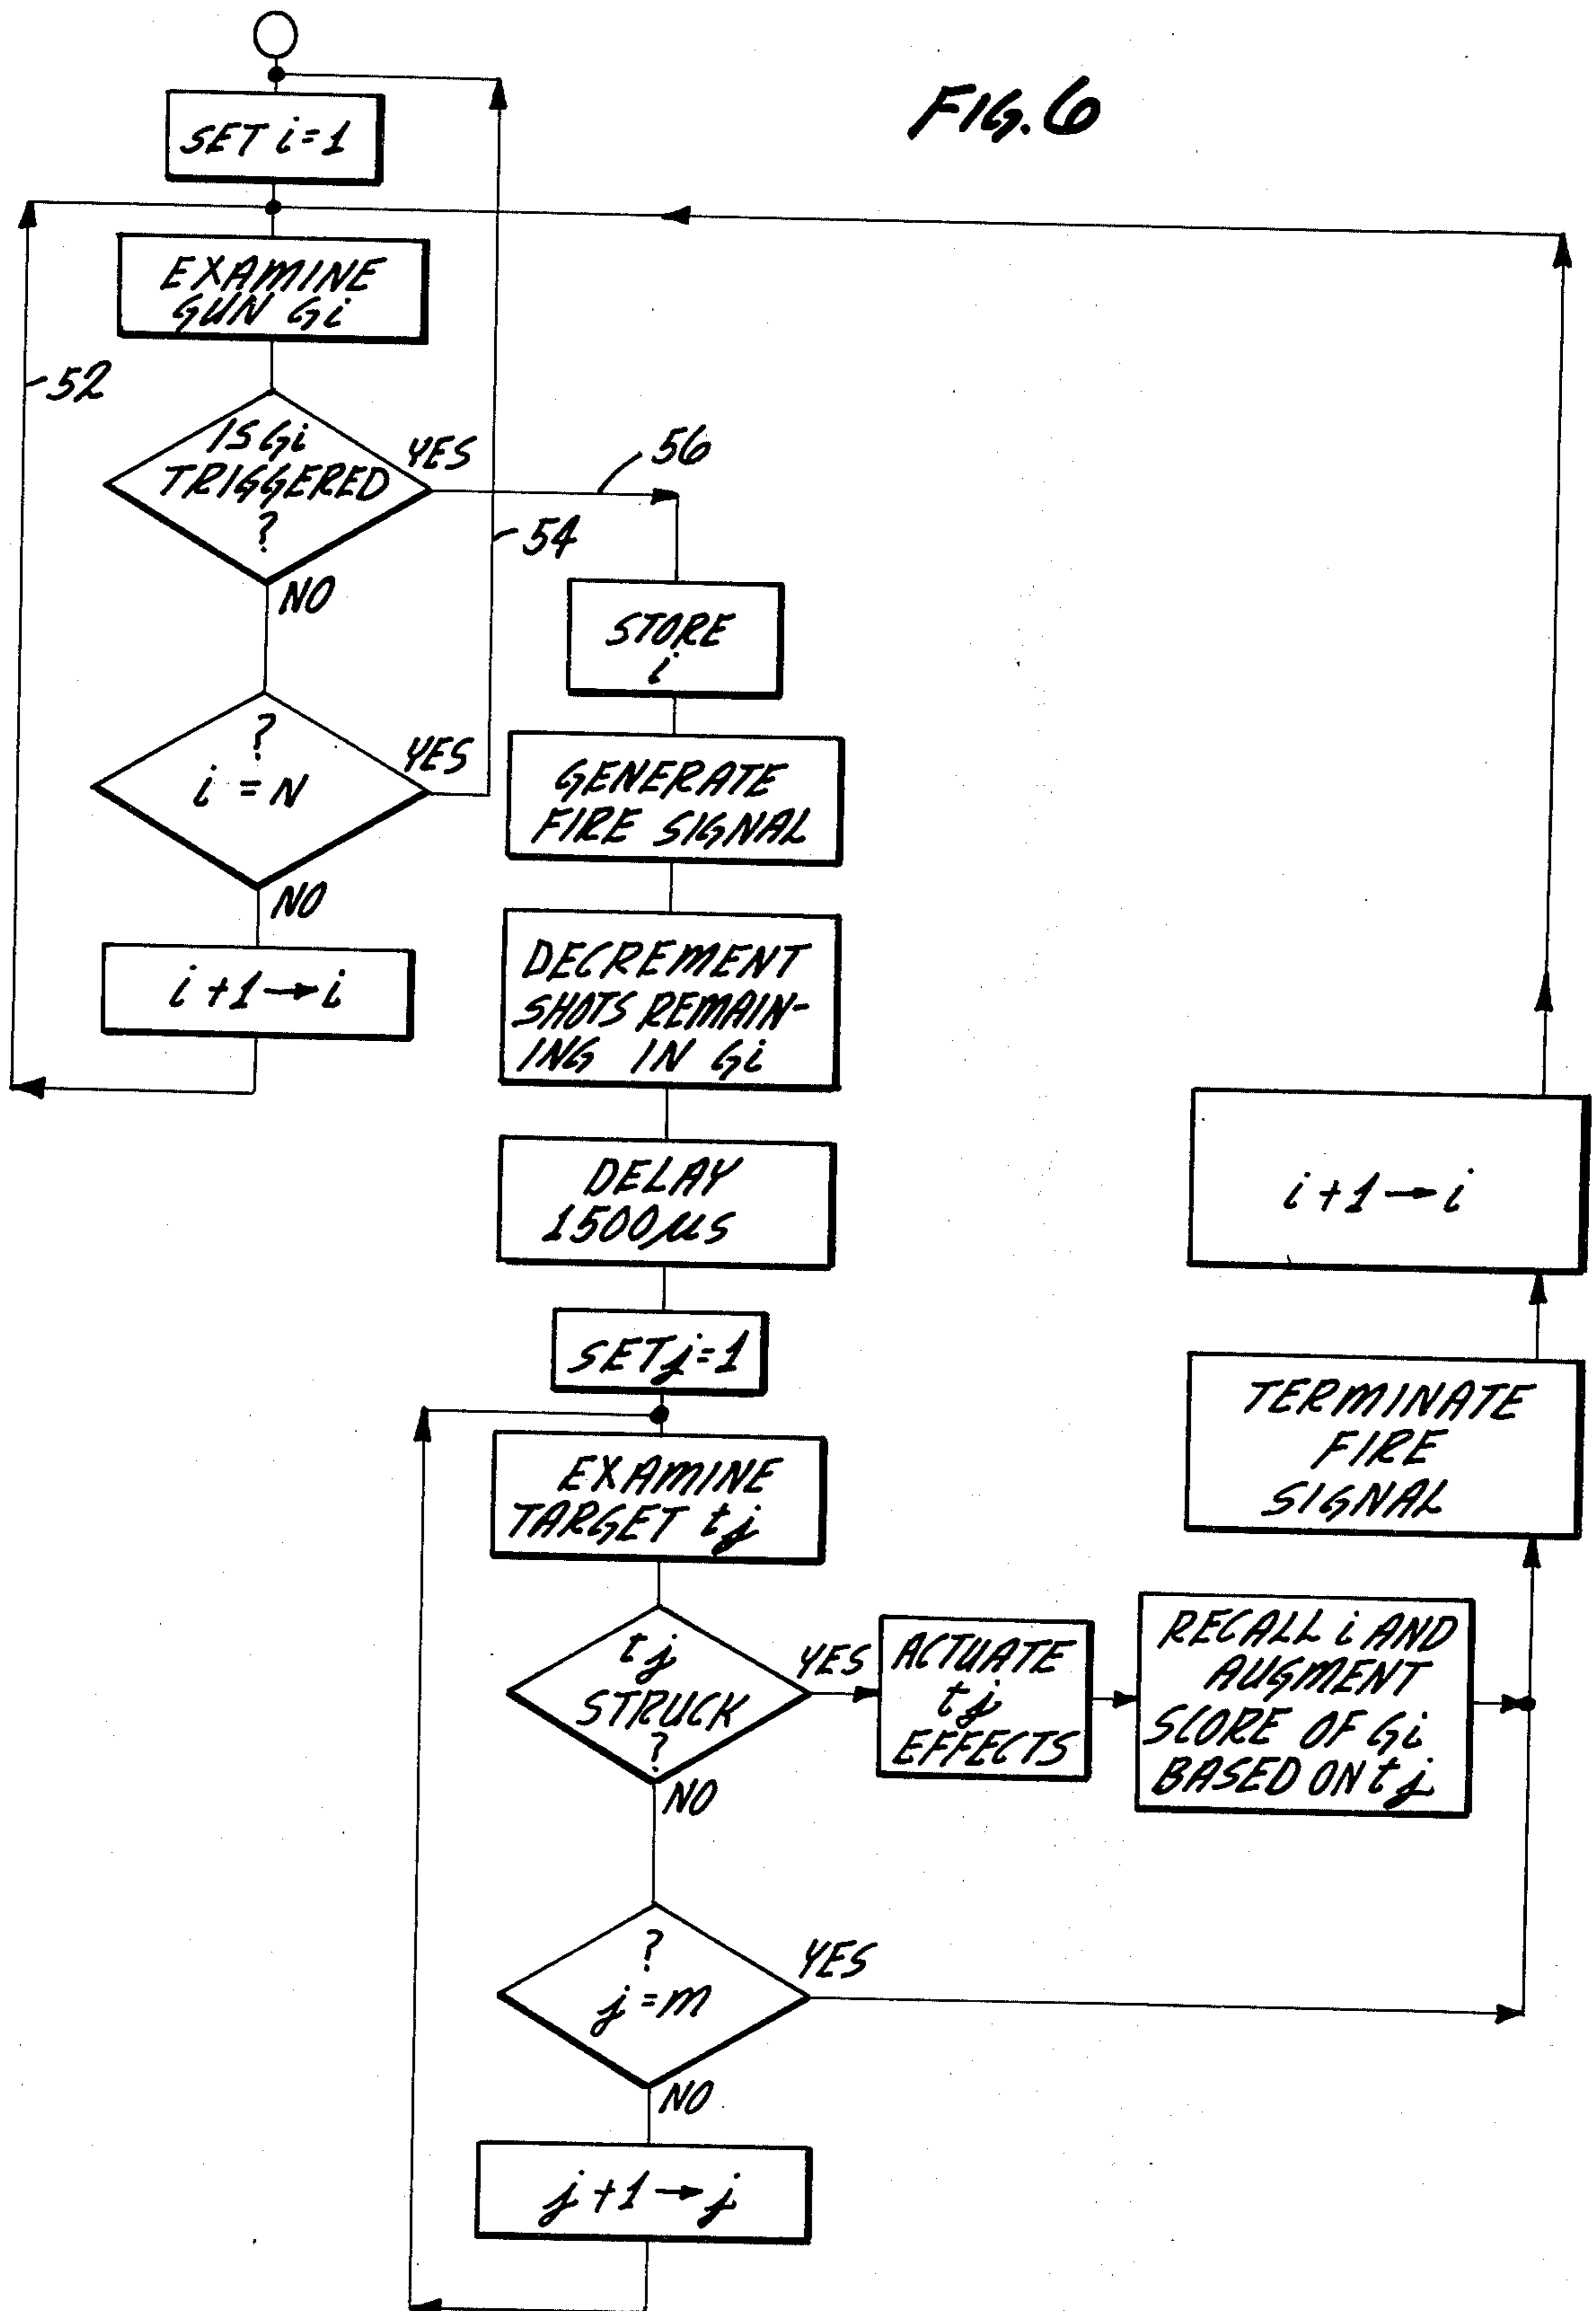 FIG. 6
SET i=1
EXAMINE
GUN Gi
52
IS Gi
TRIGGERED
?
YES
56
54
NO
STORE
i
?
i = N
YES
GENERATE
FIRE SIGNAL
NO
DECREMENT
SHOTS REMAIN-
ING IN Gi
i+1→i
DELAY
1500μs
i+1→i
SET j=1
TERMINATE
FIRE
SIGNAL
EXAMINE
TARGET tj
tj
STRUCK
?
YES
ACTUATE
tj
EFFECTS
RECALL i AND
AUGMENT
SCORE OF Gi
BASED ON tj
NO
?
j = m
YES
NO
j+1→j